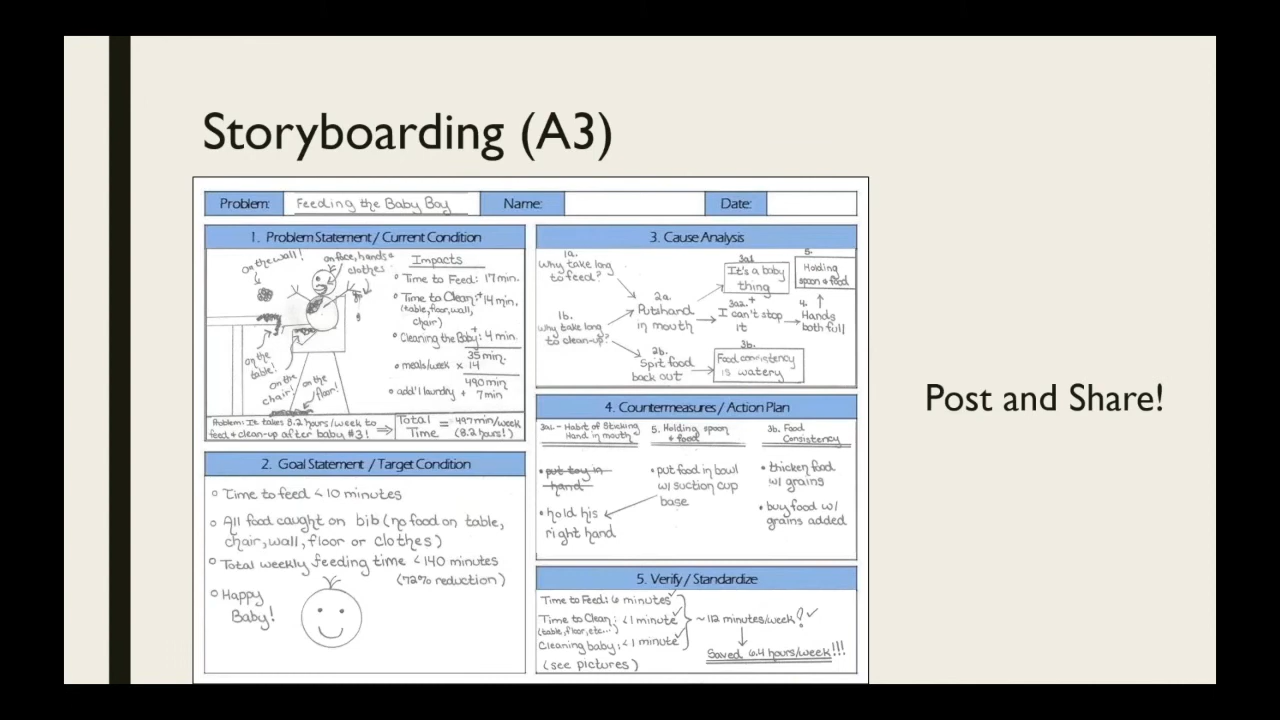 Storyboarding (A3)
Problem: Feeding the Baby Boy Name: Date:
1. Problem Statement / Current Condition
on the wall!
on face, hands &
clothes
on the
table!
on the
chair!
on the
floor!
Impacts
Time to Feed: 17 min.
Time to Clean: + 14 min.
(table, floor, wall,
chair)
Cleaning the Baby: + 4 min.
35 min.
meals/week x 14
490 min
add'l laundry + 7 min
Problem: It takes 8.2 hours/week to
feed & clean-up after baby #3!
Total = 497 min/week
Time (8.2 hours!)
2. Goal Statement / Target Condition
Time to feed < 10 minutes
All food caught on bib (no food on table,
chair, wall, floor or clothes)
Total weekly feeding time < 140 minutes
(72% reduction)
Happy
Baby!
3. Cause Analysis
1a.
Why take long
to feed?
1b.
Why take long
to clean-up?
2a.
Puts hand
in mouth
2b.
Spit food
back out
3a1
It's a baby
thing
3a2.
I can't stop
it
3b.
Food consistency
is watery
4.
Hands
both full
5.
Holding
spoon & food
4. Countermeasures / Action Plan
3a1. - Habit of Sticking
Hand in mouth
put toy in
hand
hold his
right hand
5. Holding spoon
& food
put food in bowl
w/ suction cup
base
3b. Food
Consistency
thicken food
w/ grains
buy food w/
grains added
5. Verify / Standardize
Time to Feed: 6 minutes
Time to Clean: < 1 minute
(table, floor, etc...)
Cleaning baby: < 1 minute
(see pictures)
~ 112 minutes/week!
Saved 6.4 hours/week!!!
Post and Share!